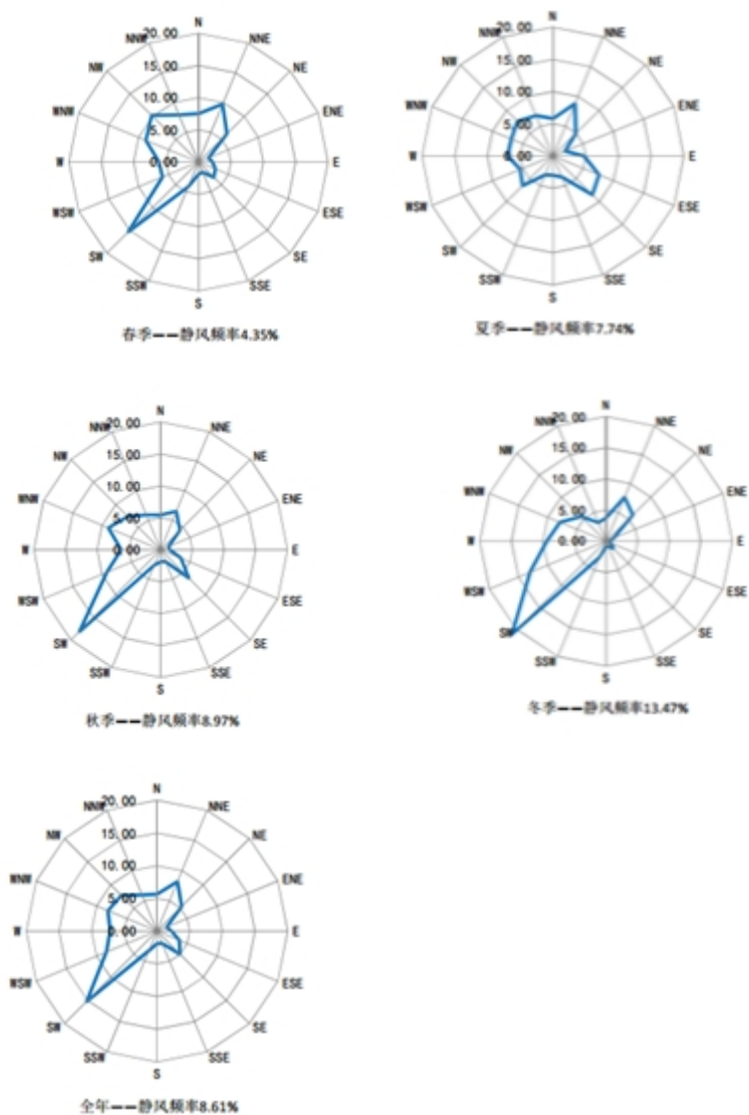 N
NNE
NE
ENE
E
ESE
SE
SSE
S
SSW
SW
WSW
W
WNW
NW
NNW
20.00
15.00
10.00
5.00
0.00
春季——静风频率4.35%
N
NNE
NE
ENE
E
ESE
SE
SSE
S
SSW
SW
WSW
W
WNW
NW
NNW
20.00
15.00
10.00
5.00
0.00
夏季——静风频率7.74%
N
NNE
NE
ENE
E
ESE
SE
SSE
S
SSW
SW
WSW
W
WNW
NW
NNW
20.00
15.00
10.00
5.00
0.00
秋季——静风频率8.97%
N
NNE
NE
ENE
E
ESE
SE
SSE
S
SSW
SW
WSW
W
WNW
NW
NNW
20.00
15.00
10.00
5.00
0.00
冬季——静风频率13.47%
N
NNE
NE
ENE
E
ESE
SE
SSE
S
SSW
SW
WSW
W
WNW
NW
NNW
20.00
15.00
10.00
5.00
0.00
全年——静风频率8.61%